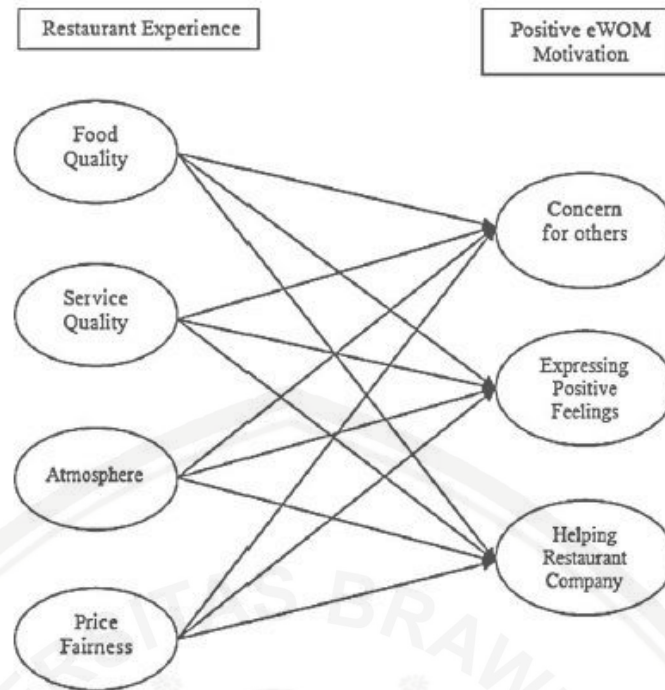 Restaurant Experience
Positive eWOM
Motivation
Food
Quality
Service
Quality
Atmosphere
Price
Fairness
Concern
for others
Expressing
Positive
Feelings
Helping
Restaurant
Company